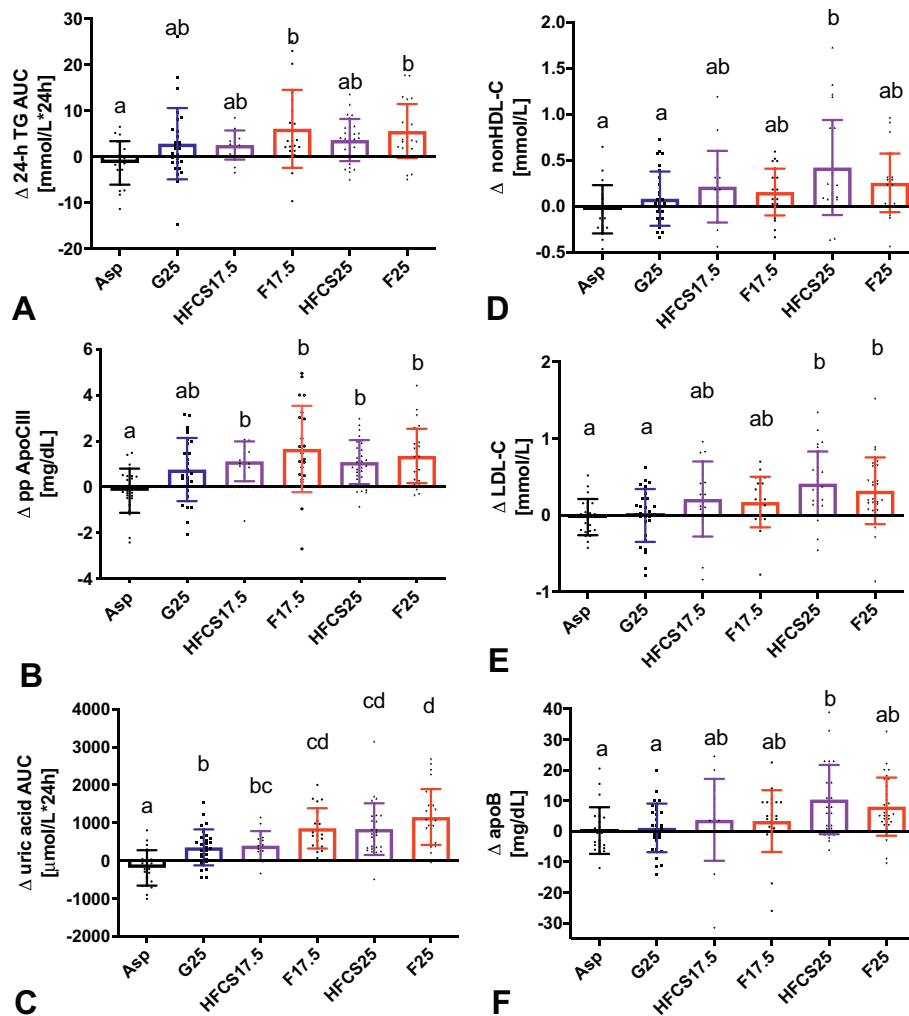 Δ 24-h TG AUC
[mmol/L*24h]
30
20
10
0
-10
-20
a
ab
ab
b
ab
b
Asp
G25
HFCS17.5
F17.5
HFCS25
F25
A
Δ pp ApoCIII
[mg/dL]
6
4
2
0
-2
-4
a
ab
b
b
b
b
Asp
G25
HFCS17.5
F17.5
HFCS25
F25
B
Δ uric acid AUC
[μmol/L*24h]
4000
3000
2000
1000
0
-1000
-2000
a
b
bc
cd
cd
d
Asp
G25
HFCS17.5
F17.5
HFCS25
F25
C
Δ nonHDL-C
[mmol/L]
2.0
1.5
1.0
0.5
0.0
-0.5
a
a
ab
ab
b
ab
Asp
G25
HFCS17.5
F17.5
HFCS25
F25
D
Δ LDL-C
[mmol/L]
2
1
0
-1
a
a
ab
ab
b
b
Asp
G25
HFCS17.5
F17.5
HFCS25
F25
E
Δ apoB
[mg/dL]
40
30
20
10
0
-10
-20
-30
a
a
ab
ab
b
ab
Asp
G25
HFCS17.5
F17.5
HFCS25
F25
F